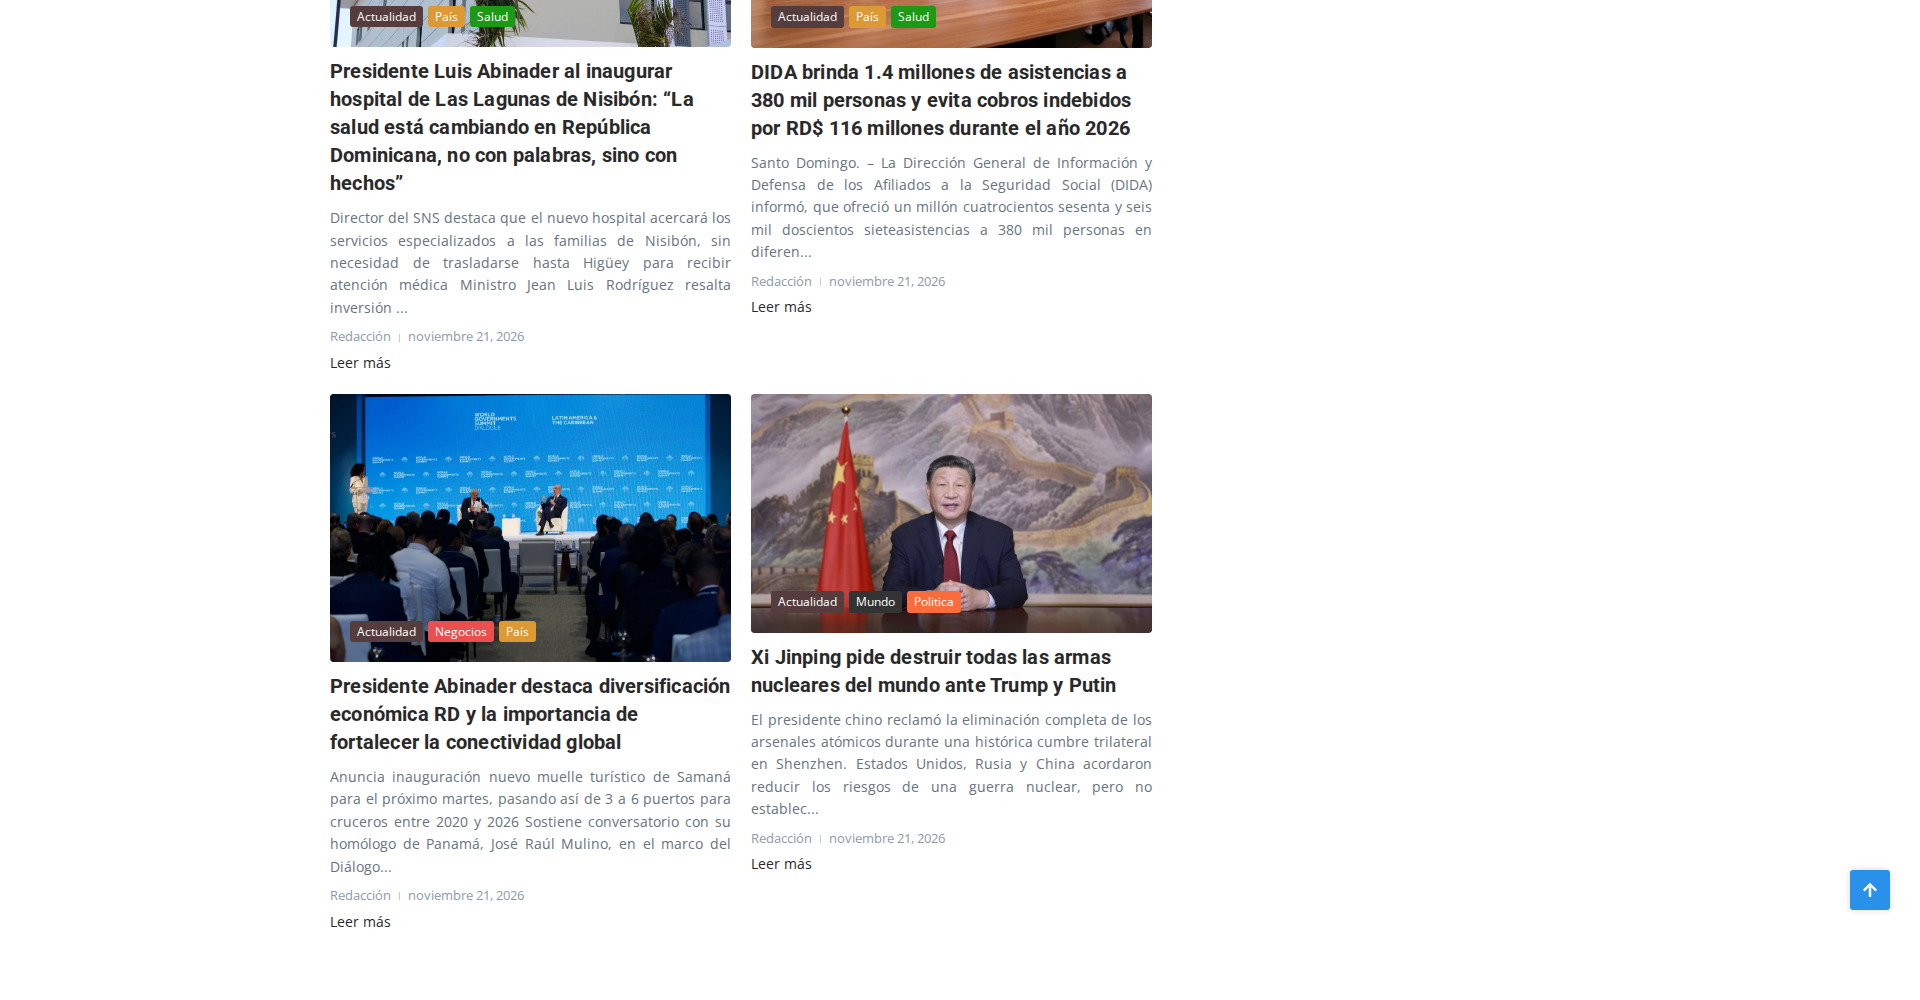 Actualidad País Salud
Presidente Luis Abinader al inaugurar
hospital de Las Lagunas de Nisibón: “La
salud está cambiando en República
Dominicana, no con palabras, sino con
hechos”
Director del SNS destaca que el nuevo hospital acercará los
servicios especializados a las familias de Nisibón, sin
necesidad de trasladarse hasta Higüey para recibir
atención médica Ministro Jean Luis Rodríguez resalta
inversión ...
Redacción noviembre 21, 2026
Leer más
Actualidad País Salud
DIDA brinda 1.4 millones de asistencias a
380 mil personas y evita cobros indebidos
por RD$ 116 millones durante el año 2026
Santo Domingo. – La Dirección General de Información y
Defensa de los Afiliados a la Seguridad Social (DIDA)
informó, que ofreció un millón cuatrocientos sesenta y seis
mil doscientos sieteasistencias a 380 mil personas en
diferen...
Redacción noviembre 21, 2026
Leer más
WORLD
GOVERNMENTS
SUMMIT
DIALOGUE
LATIN AMERICA &
THE CARIBBEAN
Actualidad Negocios País
Presidente Abinader destaca diversificación
económica RD y la importancia de
fortalecer la conectividad global
Anuncia inauguración nuevo muelle turístico de Samaná
para el próximo martes, pasando así de 3 a 6 puertos para
cruceros entre 2020 y 2026 Sostiene conversatorio con su
homólogo de Panamá, José Raúl Mulino, en el marco del
Diálogo...
Redacción noviembre 21, 2026
Leer más
Actualidad Mundo Politica
Xi Jinping pide destruir todas las armas
nucleares del mundo ante Trump y Putin
El presidente chino reclamó la eliminación completa de los
arsenales atómicos durante una histórica cumbre trilateral
en Shenzhen. Estados Unidos, Rusia y China acordaron
reducir los riesgos de una guerra nuclear, pero no
establec...
Redacción noviembre 21, 2026
Leer más